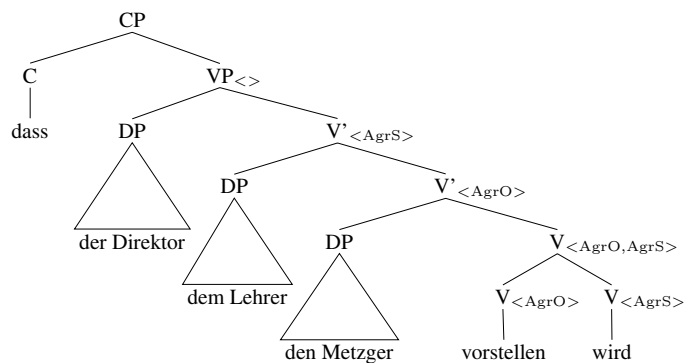 CP
C VP<>
dass DP V'<AgrS>
DP V'<AgrO>
der Direktor DP V<AgrO,AgrS>
dem Lehrer V<AgrO> V<AgrS>
den Metzger vorstellen wird